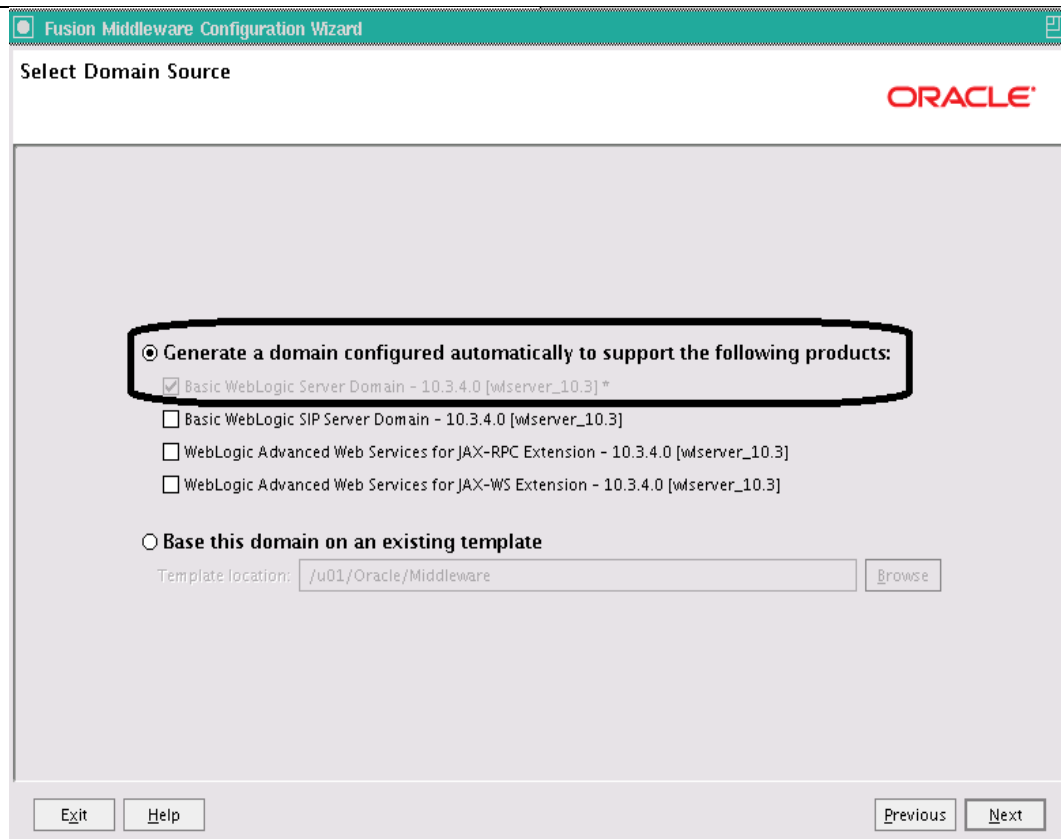 Fusion Middleware Configuration Wizard
Select Domain Source
ORACLE
Generate a domain configured automatically to support the following products:
Basic WebLogic Server Domain - 10.3.4.0 [wlserver_10.3] *
Basic WebLogic SIP Server Domain - 10.3.4.0 [wlserver_10.3]
WebLogic Advanced Web Services for JAX-RPC Extension - 10.3.4.0 [wlserver_10.3]
WebLogic Advanced Web Services for JAX-WS Extension - 10.3.4.0 [wlserver_10.3]
Base this domain on an existing template
Template location: /u01/Oracle/Middleware Browse
Exit Help Previous Next